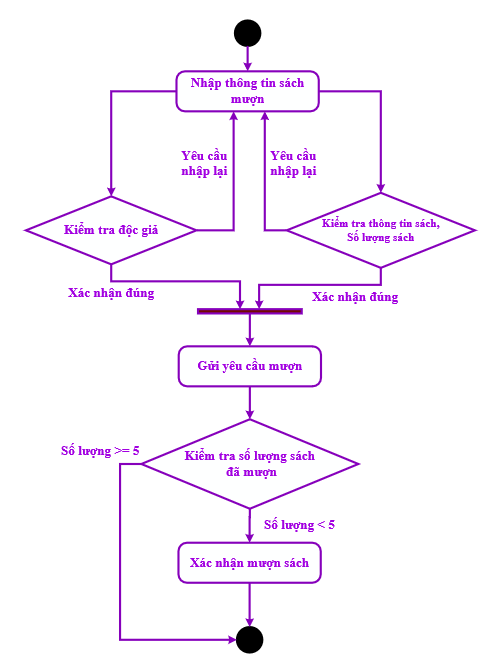 Nhập thông tin sách
mượn
Yêu cầu
nhập lại
Yêu cầu
nhập lại
Kiểm tra độc giả
Kiểm tra thông tin sách,
Số lượng sách
Xác nhận đúng
Xác nhận đúng
Gửi yêu cầu mượn
Số lượng >= 5
Kiểm tra số lượng sách
đã mượn
Số lượng < 5
Xác nhận mượn sách